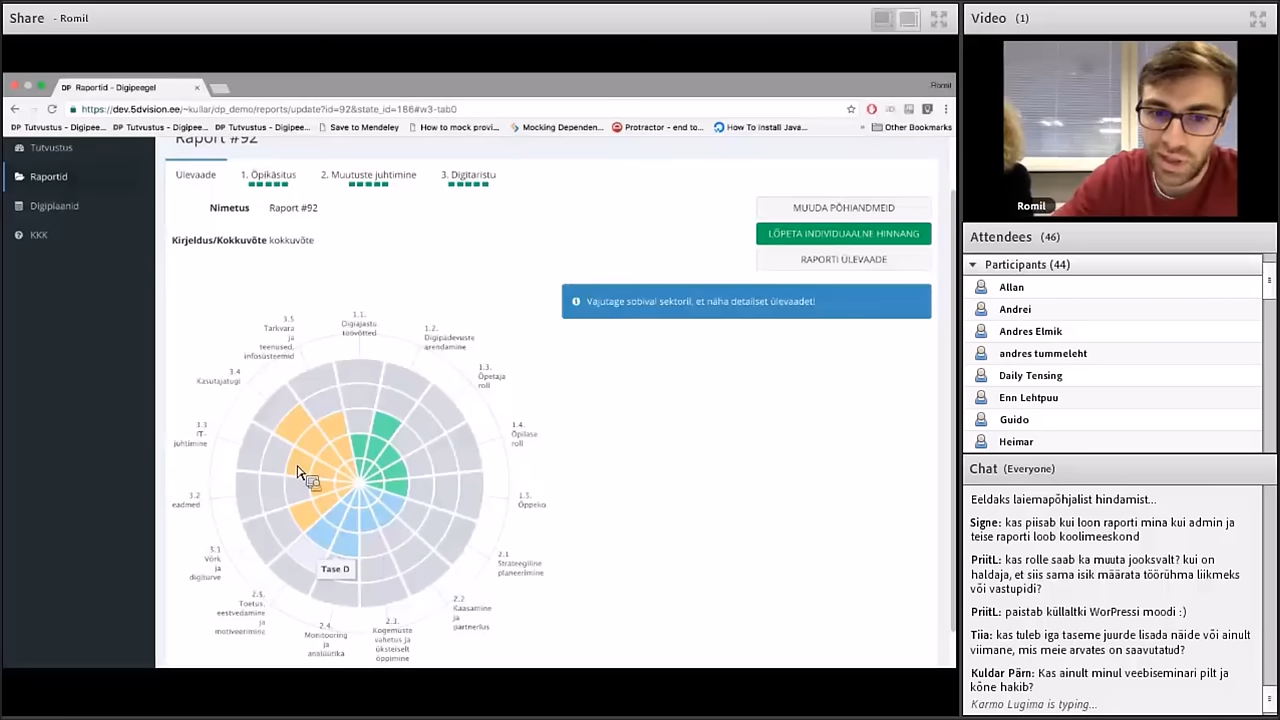 Share - Romil
DP Raportid - Digipeegel
Romil
https://dev.5dvision.ee/~kullar/dp_demo/reports/update?id=92&state_id=186#w3-tab0
DP Tutvustus - Digipee... DP Tutvustus - Digipee... DP Tutvustus - Digipee... Save to Mendeley How to mock provi... Mocking Dependen... Protractor - end to... How To Install Java... » Other Bookmarks
Tutvustus
Raportid
Digiplaanid
KKK
Raport #92
Ülevaade 1. Õpikäsitus 2. Muutuste juhtimine 3. Digitaristu
Nimetus Raport #92
Kirjeldus/Kokkuvõte kokkuvõte
MUUDA PÕHIANDMEID
LÕPETA INDIVIDUAALNE HINNANG
RAPORTI ÜLEVAADE
Vajutage sobival sektoril, et näha detailset ülevaadet!
1.1.
Digiajastu
töövõtted
1.2.
Digipädevuste
arendamine
1.3.
Õpetaja
roll
1.4.
Õpilase
roll
1.5.
Õppeko
2.1
Strateegiline
planeerimine
2.2
Kaasamine
ja
partnerlus
2.3.
Kogemuste
vahetus ja
üksteiselt
õppimine
2.4.
Monitooring
ja
analüütika
2.5.
Toetus,
eestvedamine
ja
motiveerimine
3.1
Võrk
ja
digiturve
3.2
eadmed
3.3
IT-
juhtimine
3.4
Kasutajatugi
3.5
Tarkvara
ja
teenused,
infosüsteemid
Tase D
Video (1)
Romil
Attendees (46)
Participants (44)
Allan
Andrei
Andres Elmik
andres tummeleht
Daily Tensing
Enn Lehtpuu
Guido
Heimar
Chat (Everyone)
Eeldaks laiemapõhjalist hindamist...
Signe: kas piisab kui loon raporti mina kui admin ja
teise raporti loob koolimeeskond
PriitL: kas rolle saab ka muuta jooksvalt? kui on
haldaja, et siis sama isik määrata töörühma liikmeks
või vastupidi?
PriitL: paistab küllaltki WorPressi moodi :)
Tiia: kas tuleb iga taseme juurde lisada näide või ainult
viimane, mis meie arvates on saavutatud?
Kuldar Pärn: Kas ainult minul veebiseminari pilt ja
kõne hakib?
Karmo Lugima is typing...